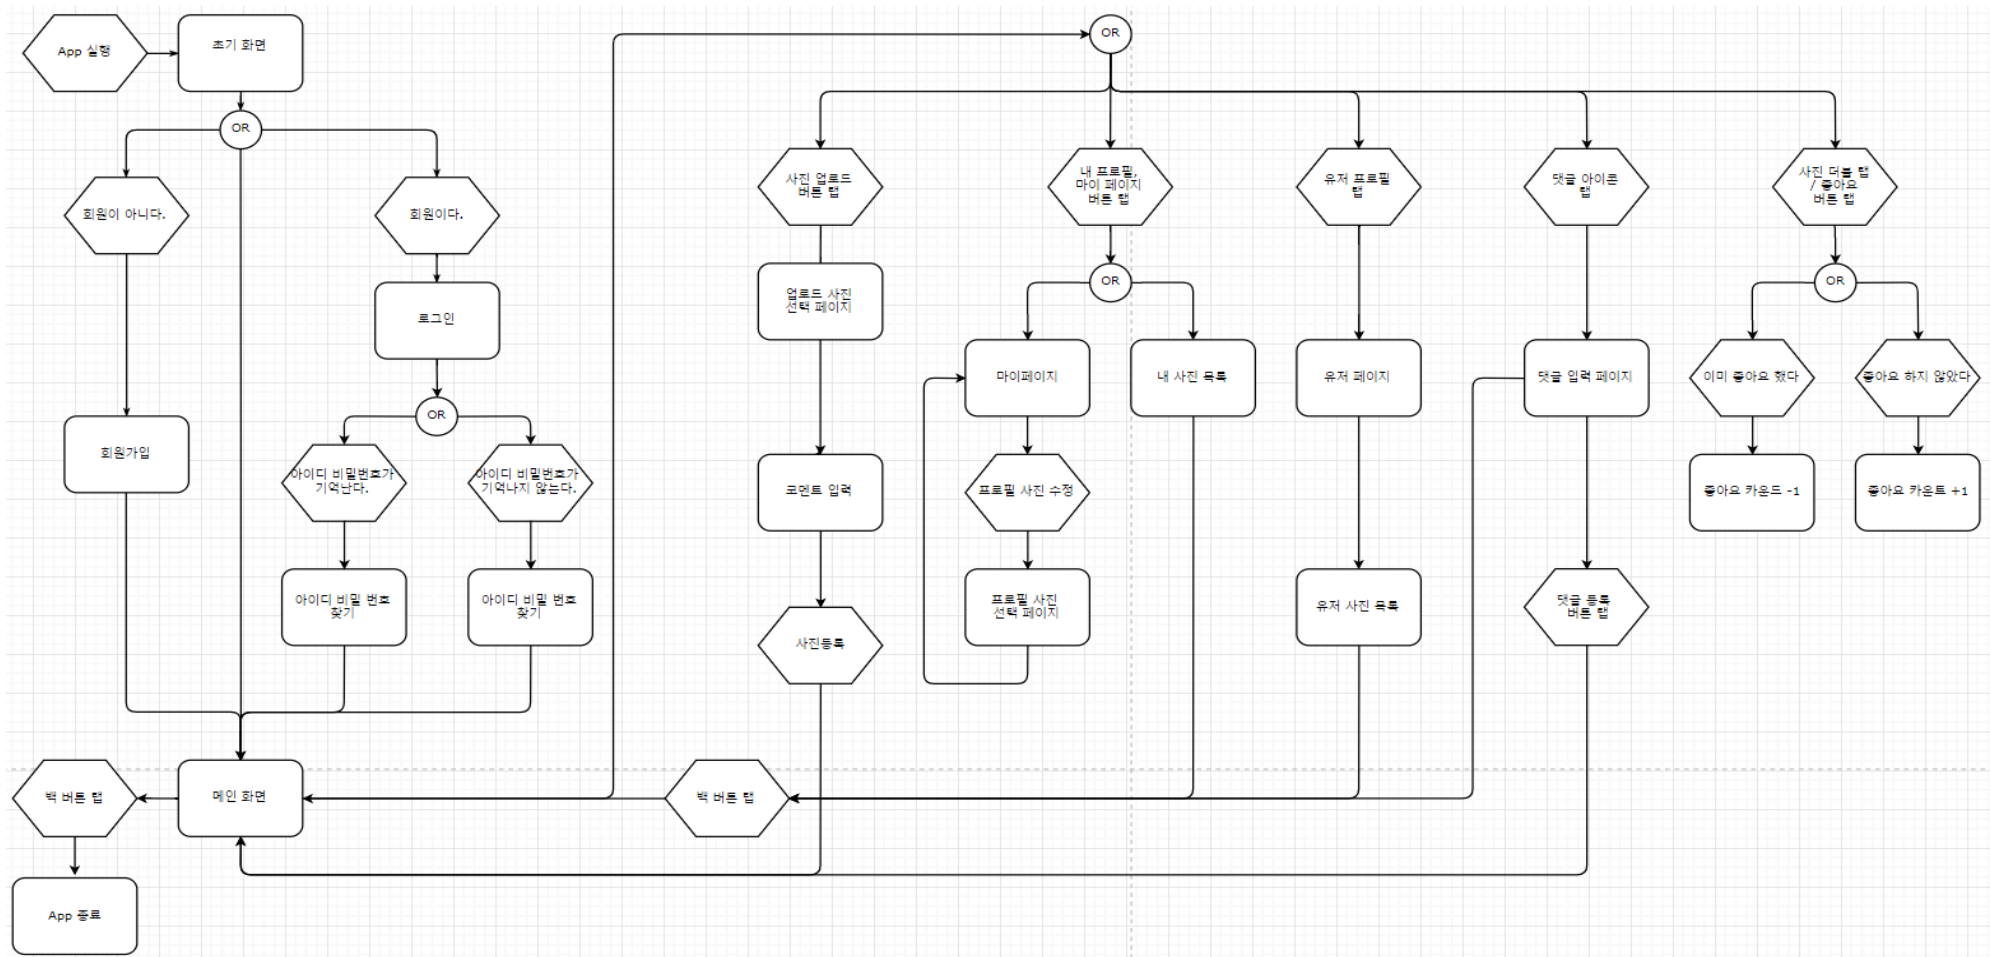 App 실행
초기 화면
OR
OR
회원이 아니다.
회원이다.
사진 업로드
버튼 탭
내 프로필,
마이 페이지
버튼 탭
유저 프로필
탭
댓글 아이콘
탭
사진 더블 탭
/ 좋아요
버튼 탭
로그인
업로드 사진
선택 페이지
OR
OR
마이페이지
내 사진 목록
유저 페이지
댓글 입력 페이지
이미 좋아요 했다
좋아요 하지 않았다
OR
회원가입
아이디 비밀번호가
기억난다.
아이디 비밀번호가
기억나지 않는다.
코멘트 입력
프로필 사진 수정
좋아요 카운드 -1
좋아요 카운트 +1
아이디 비밀 번호
찾기
아이디 비밀 번호
찾기
사진등록
프로필 사진
선택 페이지
유저 사진 목록
댓글 등록
버튼 탭
백 버튼 탭
메인 화면
백 버튼 탭
App 종료